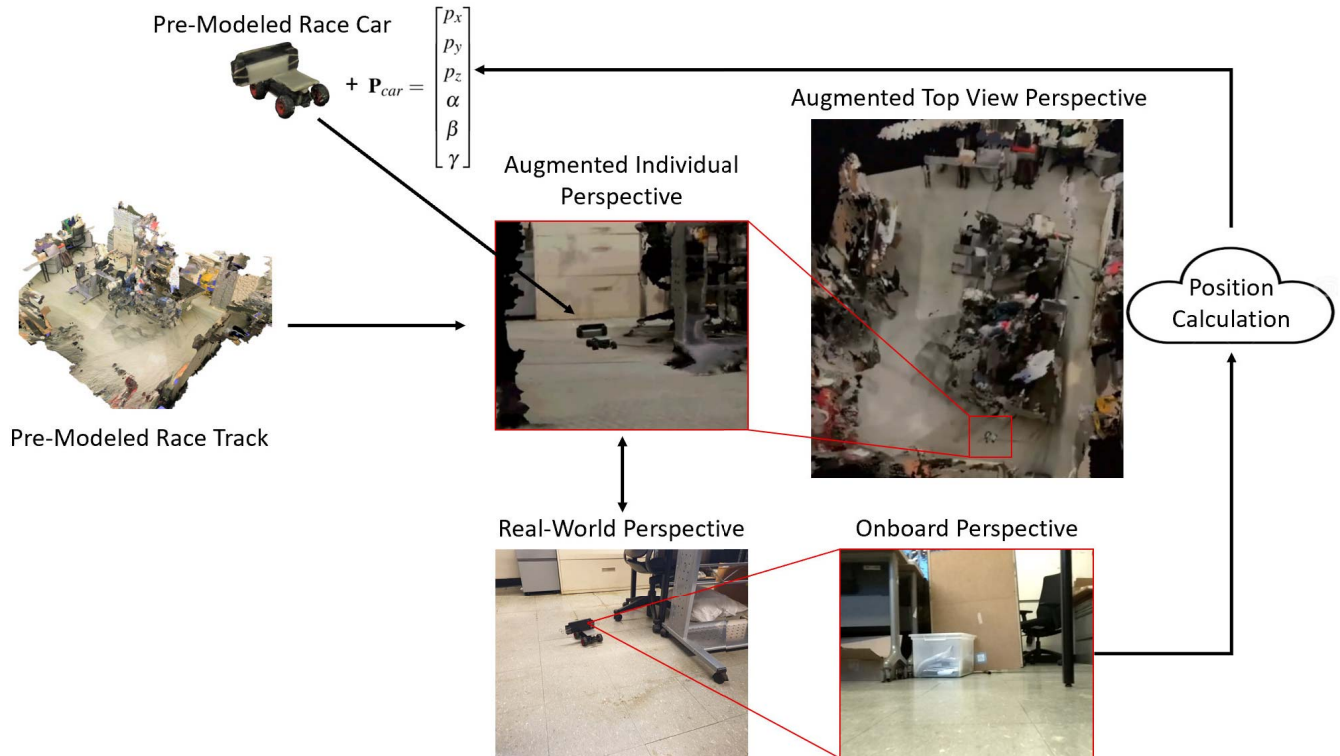 Pre-Modeled Race Car
+ P_car = [p_x p_y p_z α β γ]
Augmented Top View Perspective
Augmented Individual
Perspective
Position
Calculation
Pre-Modeled Race Track
Real-World Perspective
Onboard Perspective